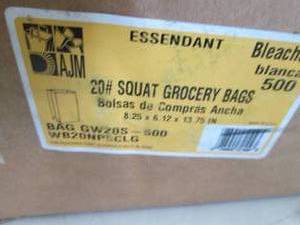 ESSENDANT
AJM
20# SQUAT GROCERY BAGS
Bolsas de Compras Ancha
8.25 x 6.12 x 13.75 IN
blanca
500
BAG GW20S-500
WB20NP5CLG